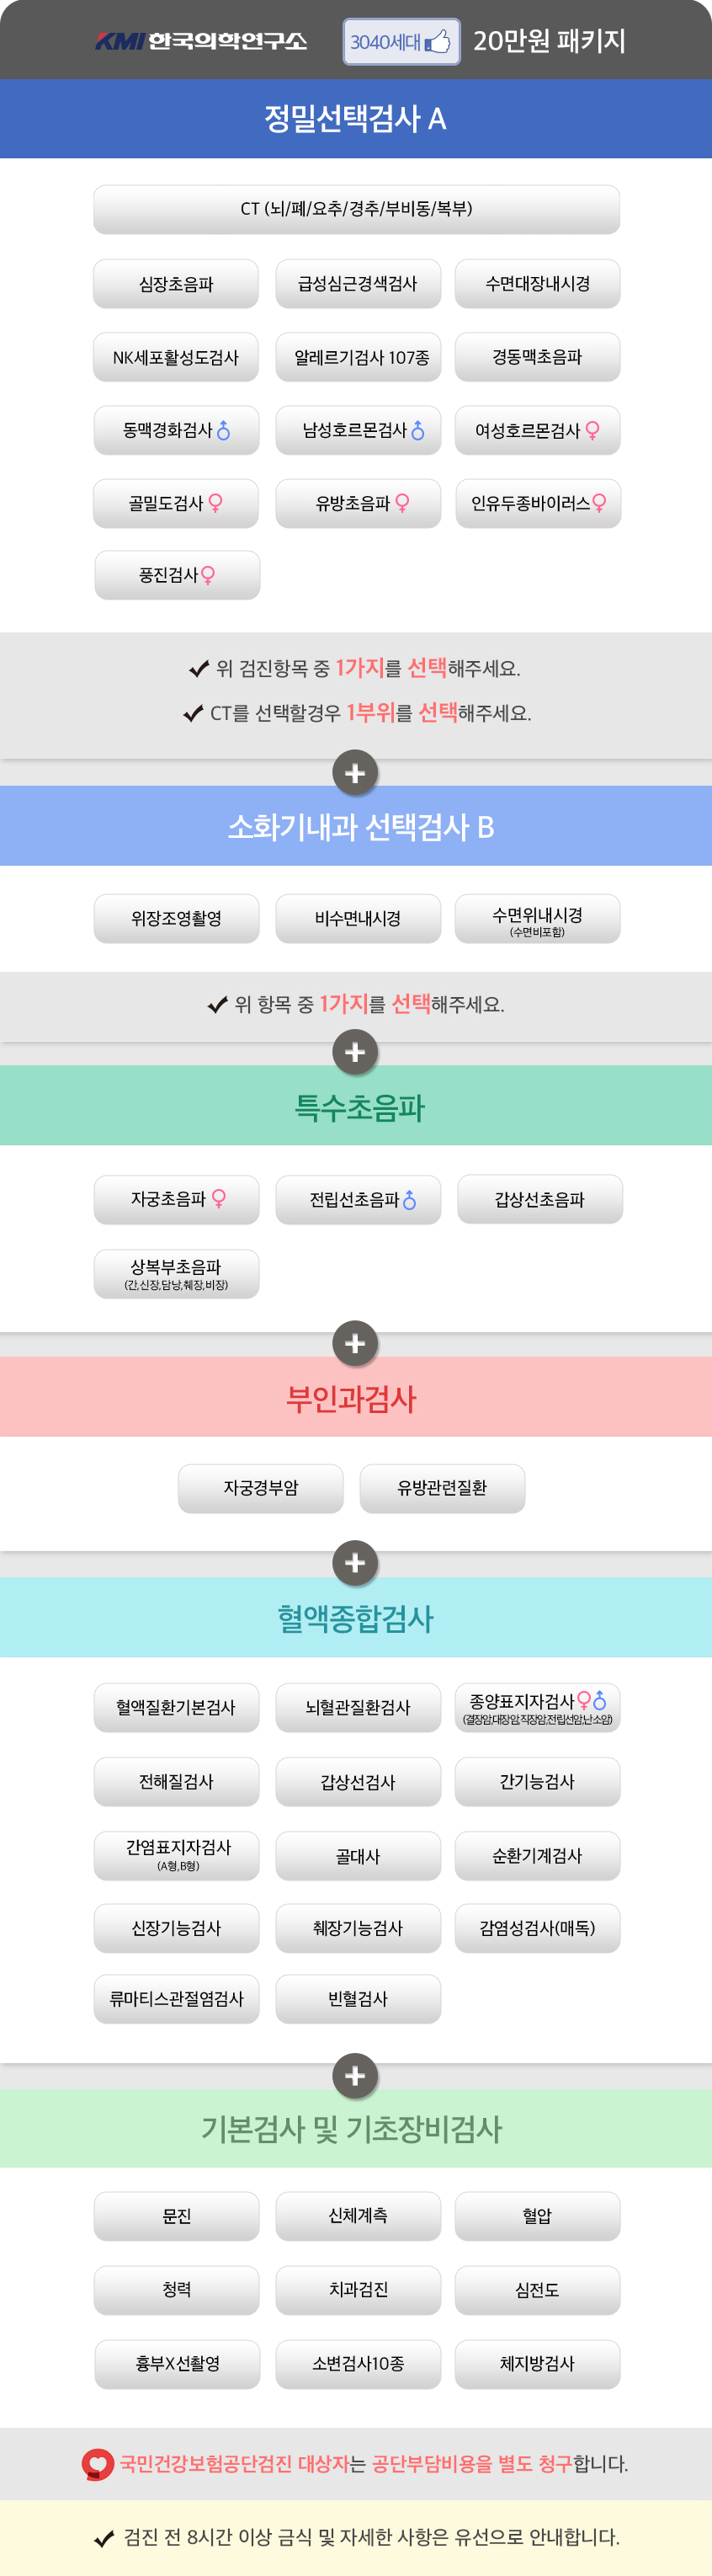 KMI 한국의학연구소 3040세대 20만원 패키지
정밀선택검사 A
CT (뇌/폐/요추/경추/부비동/복부)
심장초음파 급성심근경색검사 수면대장내시경
NK세포활성도검사 알레르기검사 107종 경동맥초음파
동맥경화검사♂ 남성호르몬검사♂ 여성호르몬검사♀
골밀도검사♀ 유방초음파♀ 인유두종바이러스♀
풍진검사♀
위 검진항목 중 1가지를 선택해주세요.
CT를 선택할경우 1부위를 선택해주세요.
+
소화기내과 선택검사 B
위장조영촬영 비수면내시경 수면위내시경
(수면비포함)
위 항목 중 1가지를 선택해주세요.
+
특수초음파
자궁초음파♀ 전립선초음파♂ 갑상선초음파
상복부초음파
(간,신장,담낭,췌장,비장)
+
부인과검사
자궁경부암 유방관련질환
+
혈액종합검사
혈액질환기본검사 뇌혈관질환검사 종양표지자검사♀♂
(결장암,대장암,직장암,전립선암,난소암)
전해질검사 갑상선검사 간기능검사
간염표지자검사 골대사 순환기계검사
(A형,B형)
신장기능검사 췌장기능검사 감염성검사(매독)
류마티스관절염검사 빈혈검사
+
기본검사 및 기초장비검사
문진 신체계측 혈압
청력 치과검진 심전도
흉부X선촬영 소변검사10종 체지방검사
국민건강보험공단검진 대상자는 공단부담비용을 별도 청구합니다.
검진 전 8시간 이상 금식 및 자세한 사항은 유선으로 안내합니다.